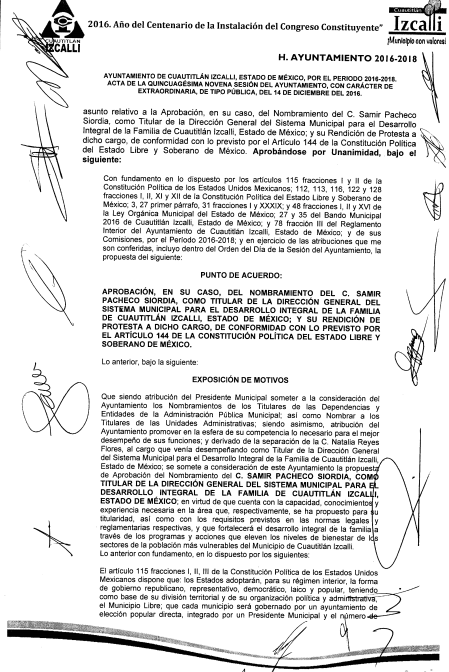 CUAUTITLÁN
IZCALLI
2016. Año del Centenario de la Instalación del Congreso Constituyente"
Cuautitlán
Izcalli
¡Municipio con valores!
H. AYUNTAMIENTO 2016-2018
AYUNTAMIENTO DE CUAUTITLÁN IZCALLI, ESTADO DE MÉXICO, POR EL PERIODO 2016-2018.
ACTA DE LA QUINCUAGÉSIMA NOVENA SESIÓN DEL AYUNTAMIENTO, CON CARÁCTER DE
EXTRAORDINARIA, DE TIPO PÚBLICA, DEL 14 DE DICIEMBRE DEL 2016.
asunto relativo a la Aprobación, en su caso, del Nombramiento del C. Samir Pacheco
Siordia, como Titular de la Dirección General del Sistema Municipal para el Desarrollo
Integral de la Familia de Cuautitlán Izcalli, Estado de México; y su Rendición de Protesta a
dicho cargo, de conformidad con lo previsto por el Artículo 144 de la Constitución Política
del Estado Libre y Soberano de México. Aprobándose por Unanimidad, bajo el
siguiente:
Con fundamento en lo dispuesto por los artículos 115 fracciones I y II de la
Constitución Política de los Estados Unidos Mexicanos; 112, 113, 116, 122 y 128
fracciones I, II, XI y XII de la Constitución Política del Estado Libre y Soberano de
México; 3, 27 primer párrafo, 31 fracciones I y XXXIX; y 48 fracciones I, II y XVI de
la Ley Orgánica Municipal del Estado de México; 27 y 35 del Bando Municipal
2016 de Cuautitlán Izcalli, Estado de México; y 78 fracción III del Reglamento
Interior del Ayuntamiento de Cuautitlán Izcalli, Estado de México; y de sus
Comisiones, por el Período 2016-2018; y en ejercicio de las atribuciones que me
son conferidas, incluyo dentro del Orden del Día de la Sesión del Ayuntamiento, la
propuesta del siguiente:
PUNTO DE ACUERDO:
APROBACIÓN, EN SU CASO, DEL NOMBRAMIENTO DEL C. SAMIR
PACHECO SIORDIA, COMO TITULAR DE LA DIRECCIÓN GENERAL DEL
SISTEMA MUNICIPAL PARA EL DESARROLLO INTEGRAL DE LA FAMILIA
DE CUAUTITLÁN IZCALLI, ESTADO DE MÉXICO; Y SU RENDICIÓN DE
PROTESTA A DICHO CARGO, DE CONFORMIDAD CON LO PREVISTO POR
EL ARTÍCULO 144 DE LA CONSTITUCIÓN POLÍTICA DEL ESTADO LIBRE Y
SOBERANO DE MÉXICO.
Lo anterior, bajo la siguiente:
EXPOSICIÓN DE MOTIVOS
Que siendo atribución del Presidente Municipal someter a la consideración del
Ayuntamiento los Nombramientos de los Titulares de las Dependencias y
Entidades de la Administración Pública Municipal; así como Nombrar a los
Titulares de las Unidades Administrativas; siendo asimismo, atribución del
Ayuntamiento promover en la esfera de su competencia lo necesario para el mejor
desempeño de sus funciones; y derivado de la separación de la C. Natalia Reyes
Flores, al cargo que venía desempeñando como Titular de la Dirección General
del Sistema Municipal para el Desarrollo Integral de la Familia de Cuautitlán Izcalli,
Estado de México; se somete a consideración de este Ayuntamiento la propuesta
de Aprobación del Nombramiento del C. SAMIR PACHECO SIORDIA, COMO
TITULAR DE LA DIRECCIÓN GENERAL DEL SISTEMA MUNICIPAL PARA EL
DESARROLLO INTEGRAL DE LA FAMILIA DE CUAUTITLÁN IZCALLI,
ESTADO DE MÉXICO; en virtud de que cuenta con la capacidad, conocimientos y
experiencia necesaria en la área que, respectivamente, se ha propuesto para su
titularidad, así como con los requisitos previstos en las normas legales y
reglamentarias respectivas, y que fortalecerá el desarrollo integral de la familia a
través de los programas y acciones que eleven los niveles de bienestar de los
sectores de la población más vulnerables del Municipio de Cuautitlán Izcalli.
Lo anterior con fundamento, en lo dispuesto por los siguientes:
El artículo 115 fracciones I, II, III de la Constitución Política de los Estados Unidos
Mexicanos dispone que: los Estados adoptarán, para su régimen interior, la forma
de gobierno republicano, representativo, democrático, laico y popular, teniendo
como base de su división territorial y de su organización política y administrativa,
el Municipio Libre; que cada municipio será gobernado por un ayuntamiento de
elección popular directa, integrado por un Presidente Municipal y el número de